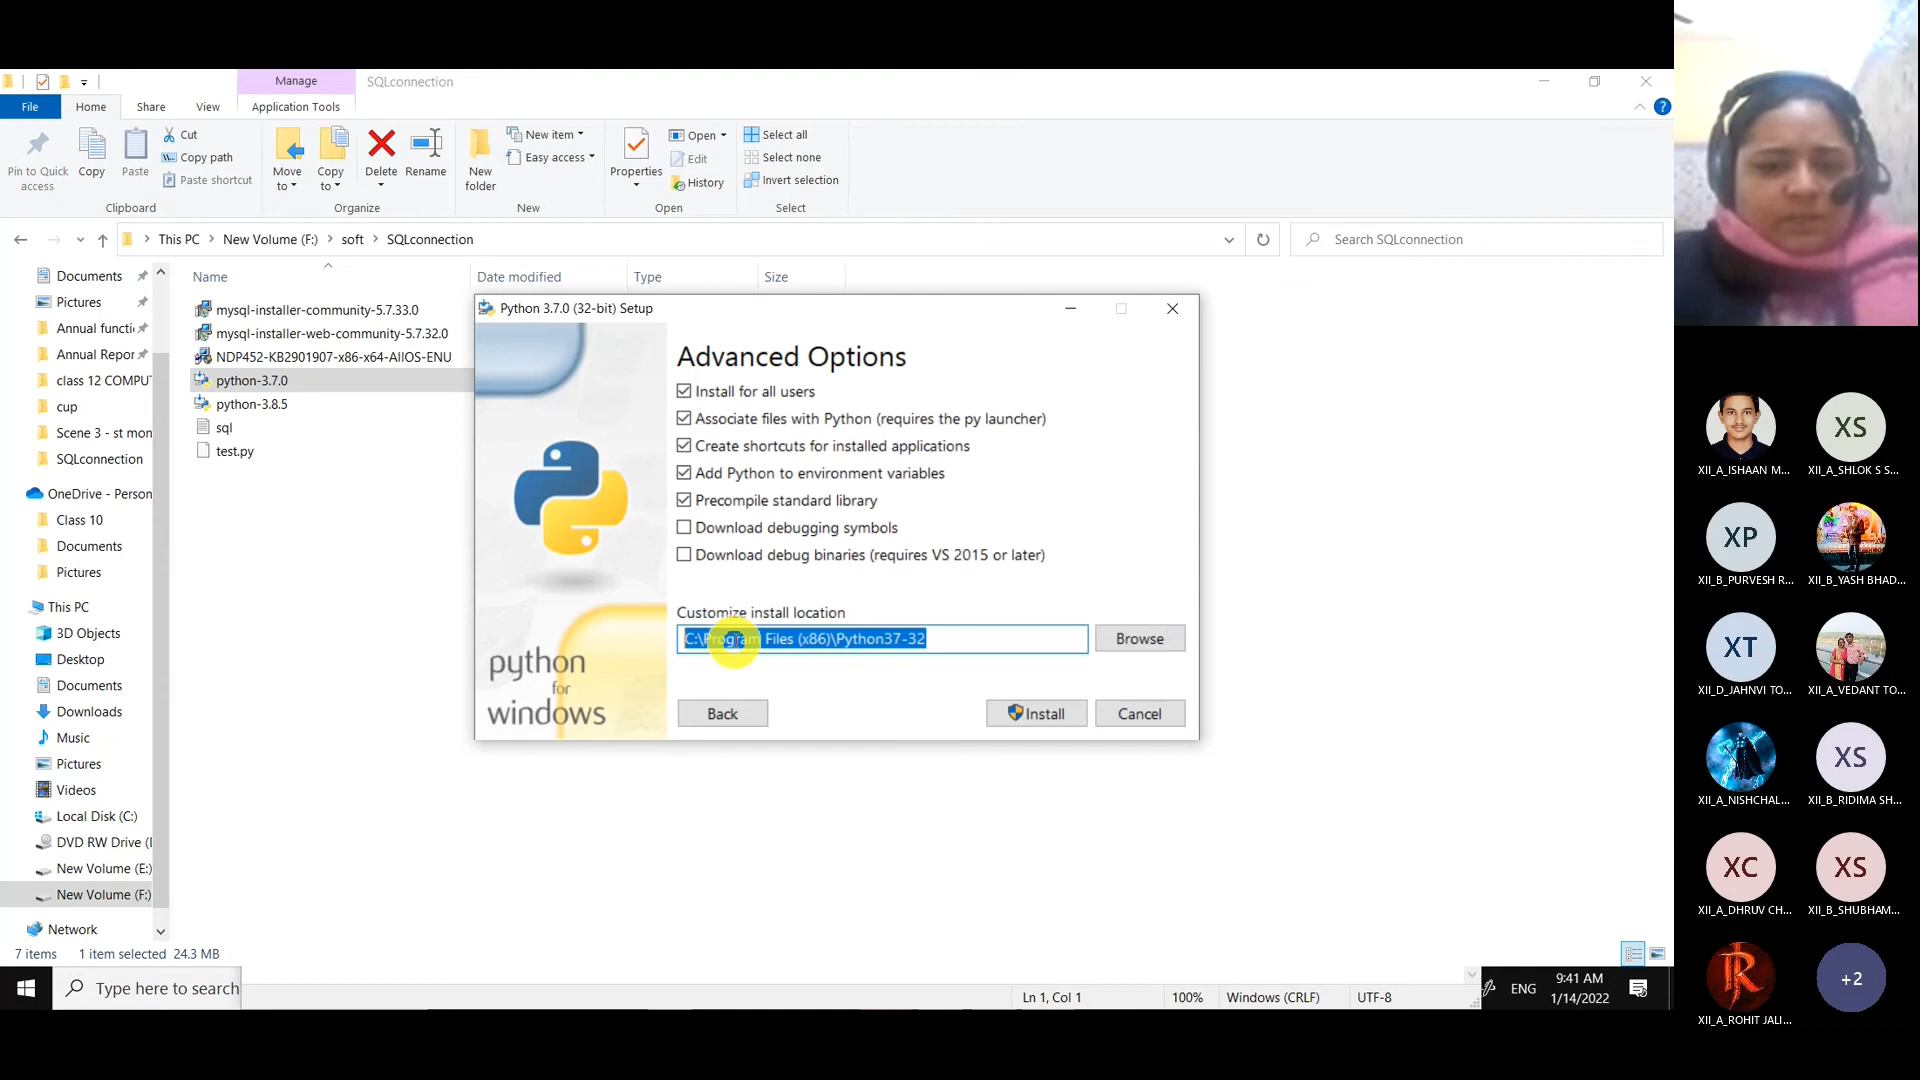 Manage
SQLconnection
File
Home
Share
View
Application Tools
Pin to Quick access
Copy
Paste
Cut
Copy path
Paste shortcut
Clipboard
Move to
Copy to
Delete
Rename
Organize
New folder
New item
Easy access
New
Properties
Open
Edit
History
Open
Select all
Select none
Invert selection
Select
This PC
New Volume (F:)
soft
SQLconnection
Search SQLconnection
Documents
Pictures
Annual functi
Annual Repor
class 12 COMPUT
cup
Scene 3 - st mon
SQLconnection
OneDrive - Person
Class 10
Documents
Pictures
This PC
3D Objects
Desktop
Documents
Downloads
Music
Pictures
Videos
Local Disk (C:)
DVD RW Drive (
New Volume (E:)
New Volume (F:)
Network
Name
Date modified
Type
Size
mysql-installer-community-5.7.33.0
mysql-installer-web-community-5.7.32.0
NDP452-KB2901907-x86-x64-AllOS-ENU
python-3.7.0
python-3.8.5
sql
test.py
Python 3.7.0 (32-bit) Setup
Advanced Options
Install for all users
Associate files with Python (requires the py launcher)
Create shortcuts for installed applications
Add Python to environment variables
Precompile standard library
Download debugging symbols
Download debug binaries (requires VS 2015 or later)
Customize install location
C:\Program Files (x86)\Python37-32
Browse
python
for
windows
Back
Install
Cancel
7 items
1 item selected 24.3 MB
Type here to search
Ln 1, Col 1
100%
Windows (CRLF)
UTF-8
ENG
9:41 AM
1/14/2022
XII_A_ISHAAN M...
XS
XII_A_SHLOK S S...
XP
XII_B_PURVESH R...
XII_B_YASH BHAD...
XT
XII_D_JAHNVI TO...
XII_A_VEDANT TO...
XII_A_NISHCHAL...
XS
XII_B_RIDIMA SH...
XC
XII_A_DHRUV CH...
XS
XII_B_SHUBHAM...
XII_A_ROHIT JALI...
+2